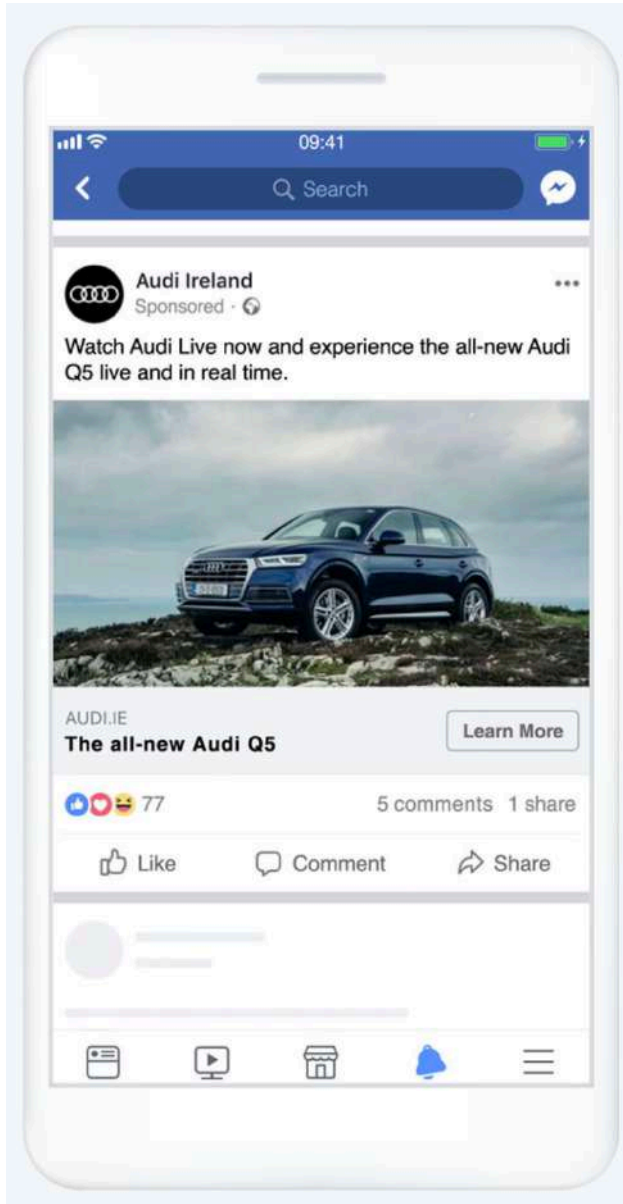 09:41
Search
Audi Ireland
Sponsored ·
Watch Audi Live now and experience the all-new Audi
Q5 live and in real time.
AUDI.IE
The all-new Audi Q5
Learn More
77
5 comments 1 share
Like
Comment
Share